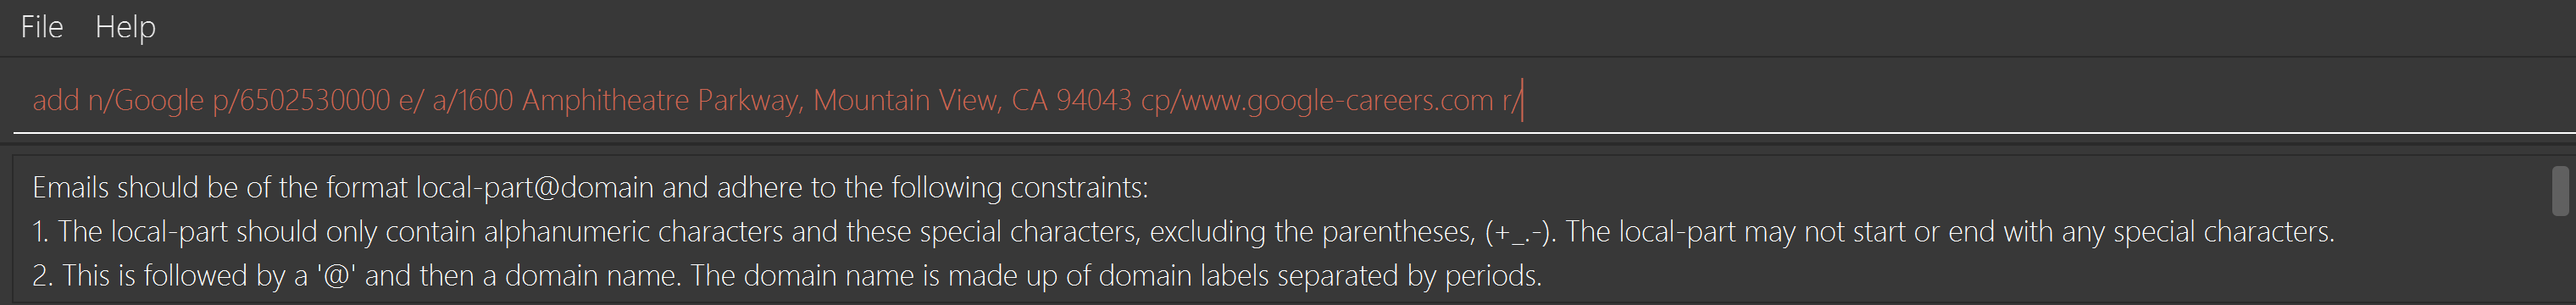 File Help
add n/Google p/6502530000 e/ a/1600 Amphitheatre Parkway, Mountain View, CA 94043 cp/www.google-careers.com r/
Emails should be of the format local-part@domain and adhere to the following constraints:
1. The local-part should only contain alphanumeric characters and these special characters, excluding the parentheses, (+_.-). The local-part may not start or end with any special characters.
2. This is followed by a '@' and then a domain name. The domain name is made up of domain labels separated by periods.